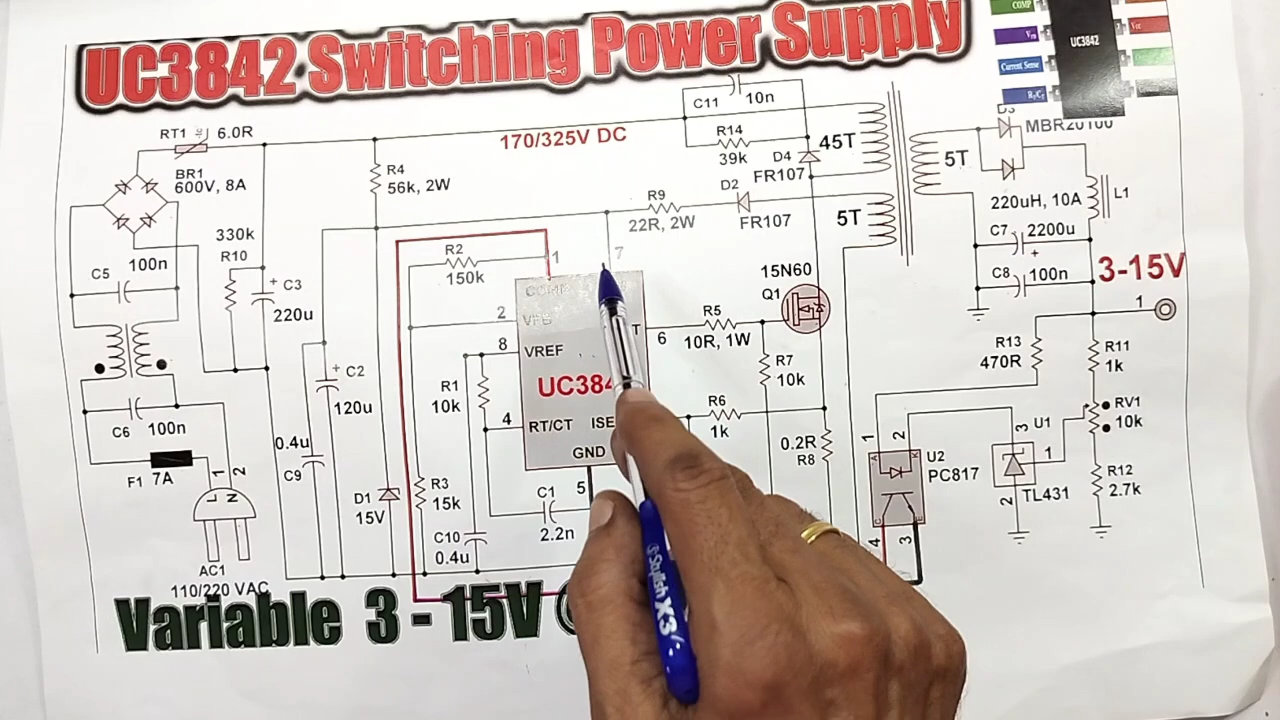 UC3842 Switching Power Supply
COMP
Current Sense
Vcc
UC3842
RT1
6.0R
BR1
600V, 8A
170/325V DC
C11
10n
R14
39k
D4
FR107
45T
5T
MBR20100
R4
56k, 2W
R9
22R, 2W
D2
FR107
5T
220uH, 10A
L1
C7
2200u
+
C8
100n
3-15V
1
330k
R10
C5
100n
+
C3
220u
R2
150k
1
7
COMP
2
VFB
8
VREF
4
RT/CT
GND
5
6
15N60
Q1
R5
10R, 1W
R7
10k
R6
1k
0.2R
R8
R13
470R
R11
1k
RV1
10k
R12
2.7k
+
C2
120u
R1
10k
C6
100n
F1
7A
1
2
L
N
AC1
110/220 VAC
0.4u
C9
D1
15V
R3
15k
C10
0.4u
C1
2.2n
1
2
U2
PC817
4
3
3
U1
1
2
TL431
Variable 3 - 15V
Stylish X3